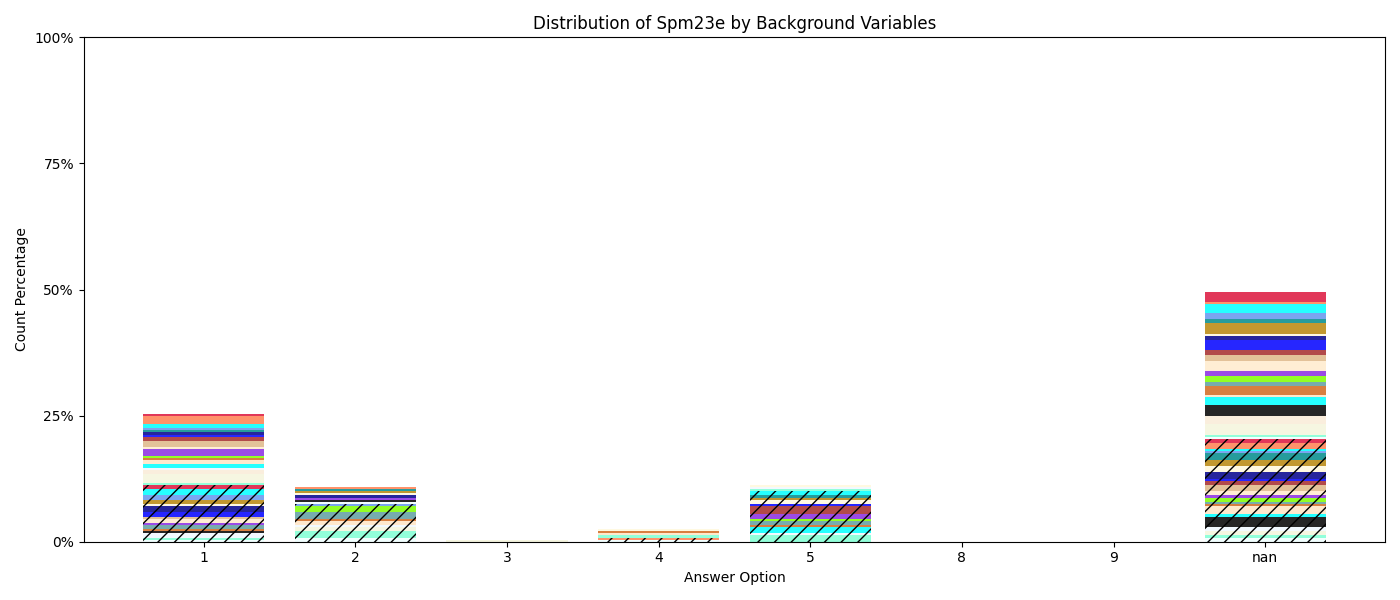 Distribution of Spm23e by Background Variables
100%
75%
50%
25%
0%
Count Percentage
1 2 3 4 5 8 9 nan
Answer Option